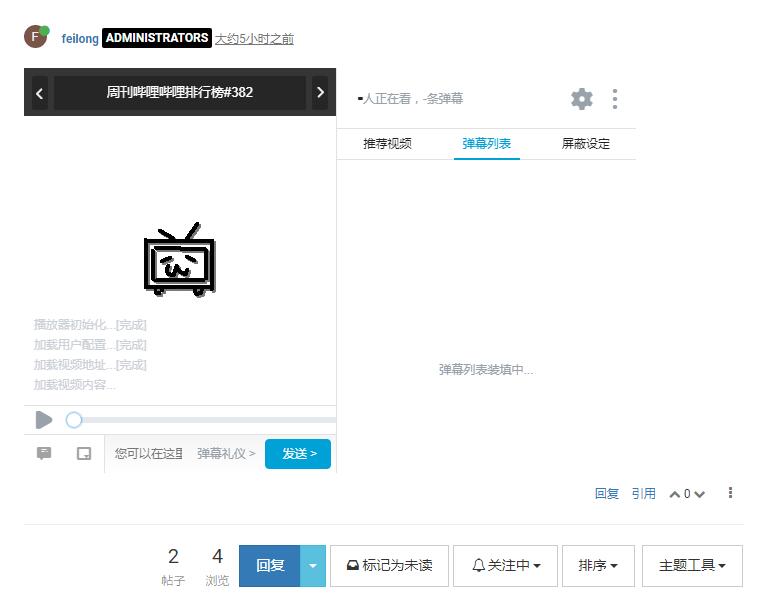 F feilong ADMINISTRATORS 大约5小时之前
周刊哔哩哔哩排行榜#382
-人正在看，-条弹幕
推荐视频 弹幕列表 屏蔽设定
播放器初始化...[完成]
加载用户配置...[完成]
加载视频地址...[完成]
加载视频内容...
弹幕列表装填中...
您可以在这里 弹幕礼仪 > 发送 >
回复 引用 0
2 帖子
4 浏览
回复 标记为未读 关注中 排序 主题工具